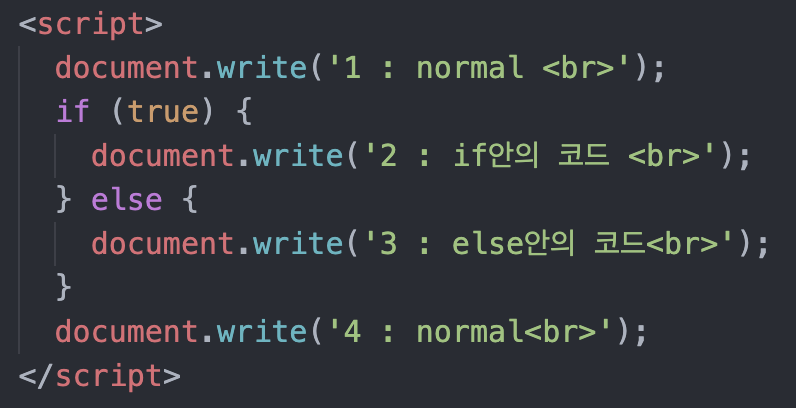 <script>
document.write('1 : normal <br>');
if (true) {
document.write('2 : if안의 코드 <br>');
} else {
document.write('3 : else안의 코드<br>');
}
document.write('4 : normal<br>');
</script>